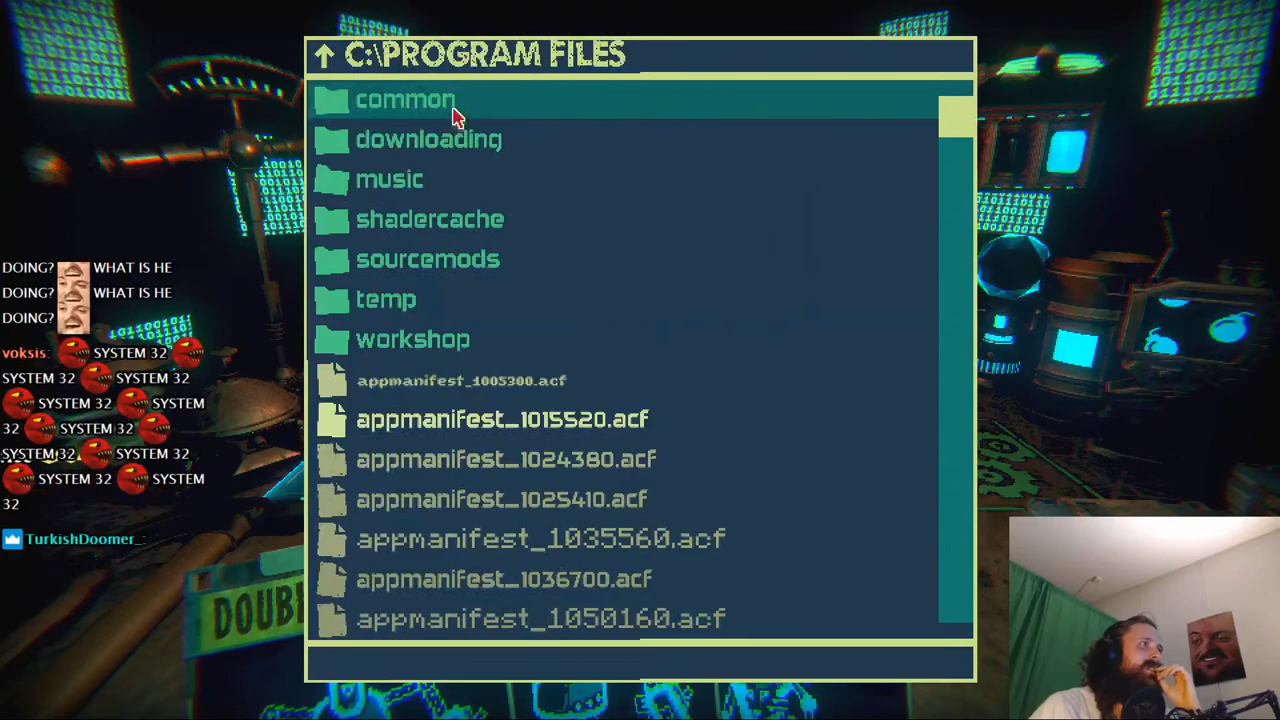 C:\PROGRAM FILES
common
downloading
music
shadercache
sourcemods
temp
workshop
appmanifest_1005300.acf
appmanifest_1015520.acf
appmanifest_1024380.acf
appmanifest_1025410.acf
appmanifest_1035560.acf
appmanifest_1036700.acf
appmanifest_1050160.acf
DOING? WHAT IS HE
DOING? WHAT IS HE
DOING?
voksis: SYSTEM 32
SYSTEM 32 SYSTEM 32
SYSTEM 32 SYSTEM
32 SYSTEM 32
SYSTEM 32 SYSTEM 32
SYSTEM 32 SYSTEM
32
TurkishDoomer_:
DOUB